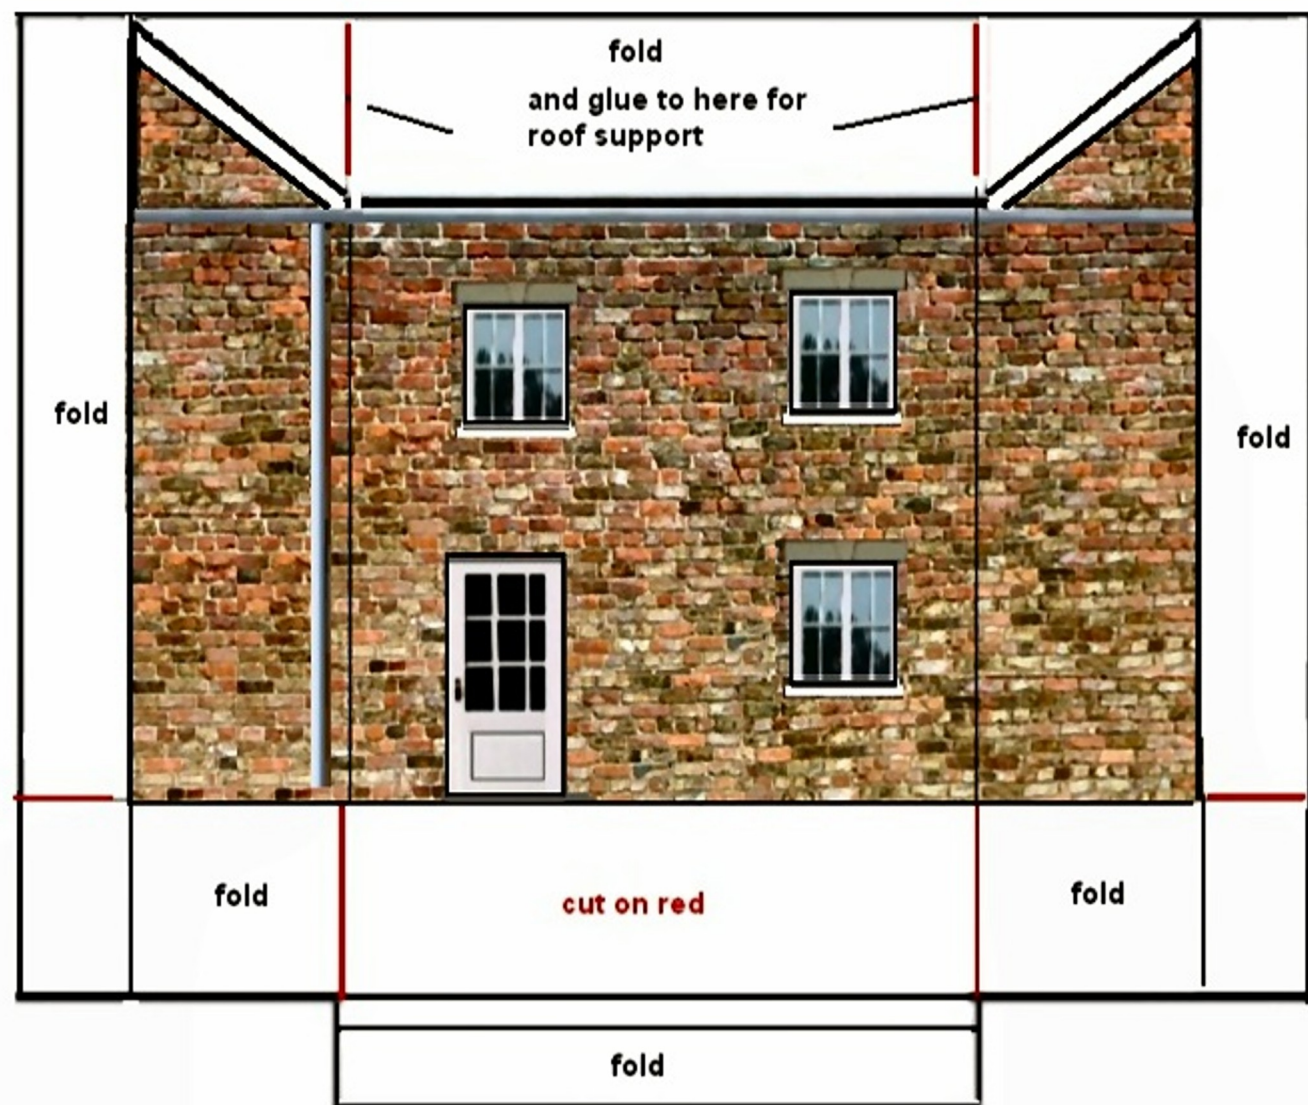 fold
and glue to here for
roof support
fold
fold
fold
cut on red
fold
fold